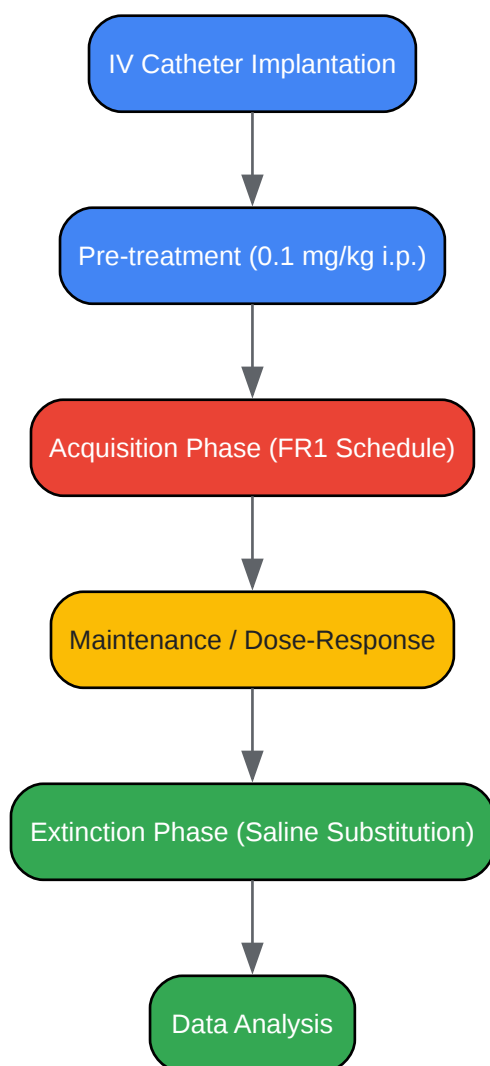 IV Catheter Implantation
Pre-treatment (0.1 mg/kg i.p.)
Acquisition Phase (FR1 Schedule)
Maintenance / Dose-Response
Extinction Phase (Saline Substitution)
Data Analysis